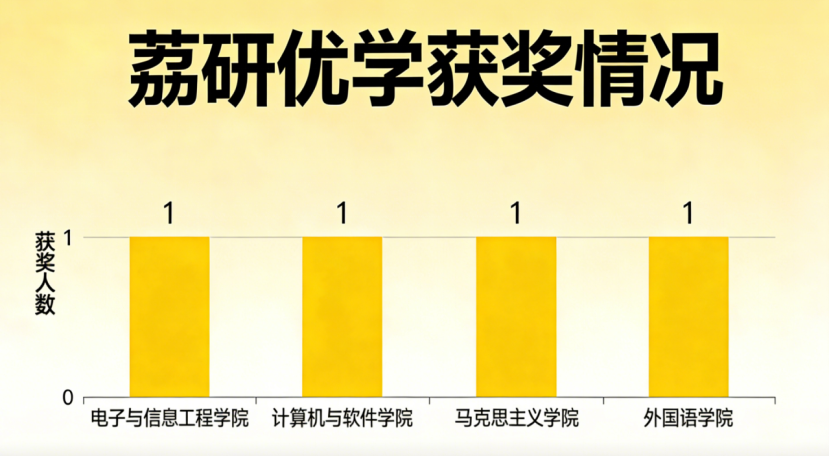 荔研优学获奖情况
1 1 1 1
获奖人数
1
0
电子与信息工程学院 计算机与软件学院 马克思主义学院 外国语学院